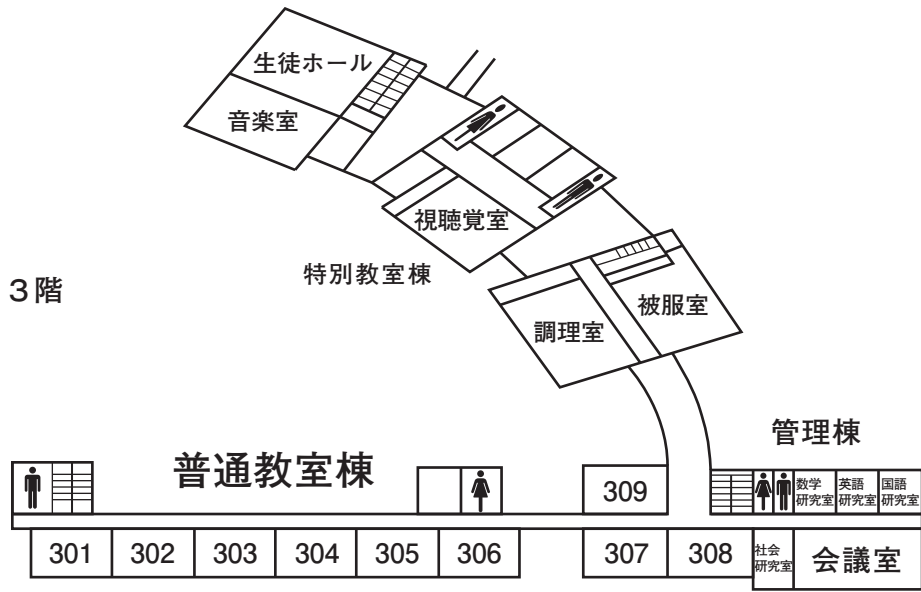 生徒ホール
音楽室
視聴覚室
特別教室棟
3階
被服室
調理室
管理棟
普通教室棟
309
数学
研究室
英語
研究室
国語
研究室
301
302
303
304
305
306
307
308
社会
研究室
会議室